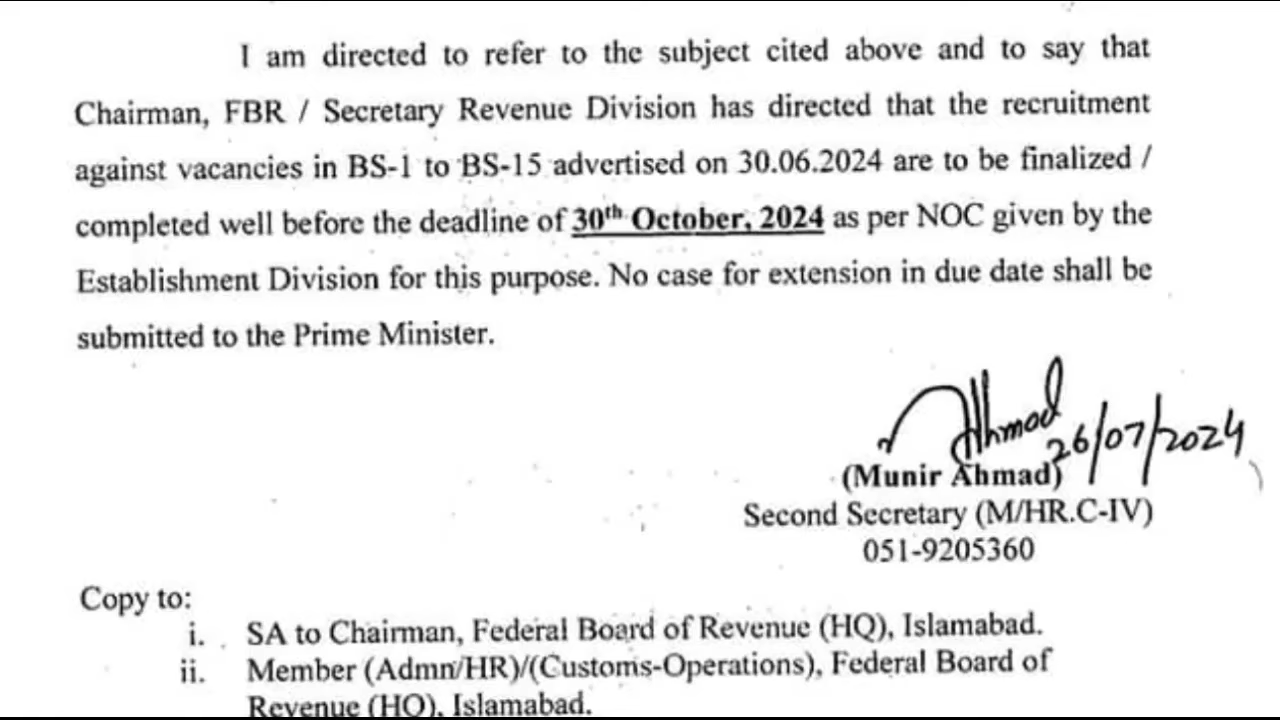 I am directed to refer to the subject cited above and to say that
Chairman, FBR / Secretary Revenue Division has directed that the recruitment
against vacancies in BS-1 to BS-15 advertised on 30.06.2024 are to be finalized /
completed well before the deadline of 30th October, 2024 as per NOC given by the
Establishment Division for this purpose. No case for extension in due date shall be
submitted to the Prime Minister.
Ahmad
26/07/2024
(Munir Ahmad)
Second Secretary (M/HR.C-IV)
051-9205360
Copy to:
i. SA to Chairman, Federal Board of Revenue (HQ), Islamabad.
ii. Member (Admn/HR)/(Customs-Operations), Federal Board of
Revenue (HQ), Islamabad.